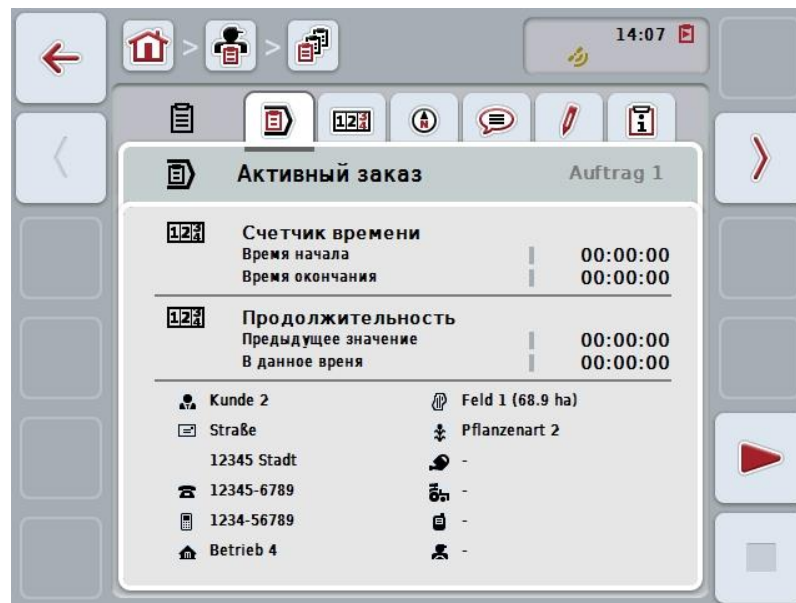 14:07
Активный заказ Auftrag 1
Счетчик времени
Время начала 00:00:00
Время окончания 00:00:00
Продолжительность
Предыдущее значение 00:00:00
В данное вреня 00:00:00
Kunde 2 Feld 1 (68.9 ha)
Straße Pflanzenart 2
12345 Stadt -
12345-6789 -
1234-56789 -
Betrieb 4 -